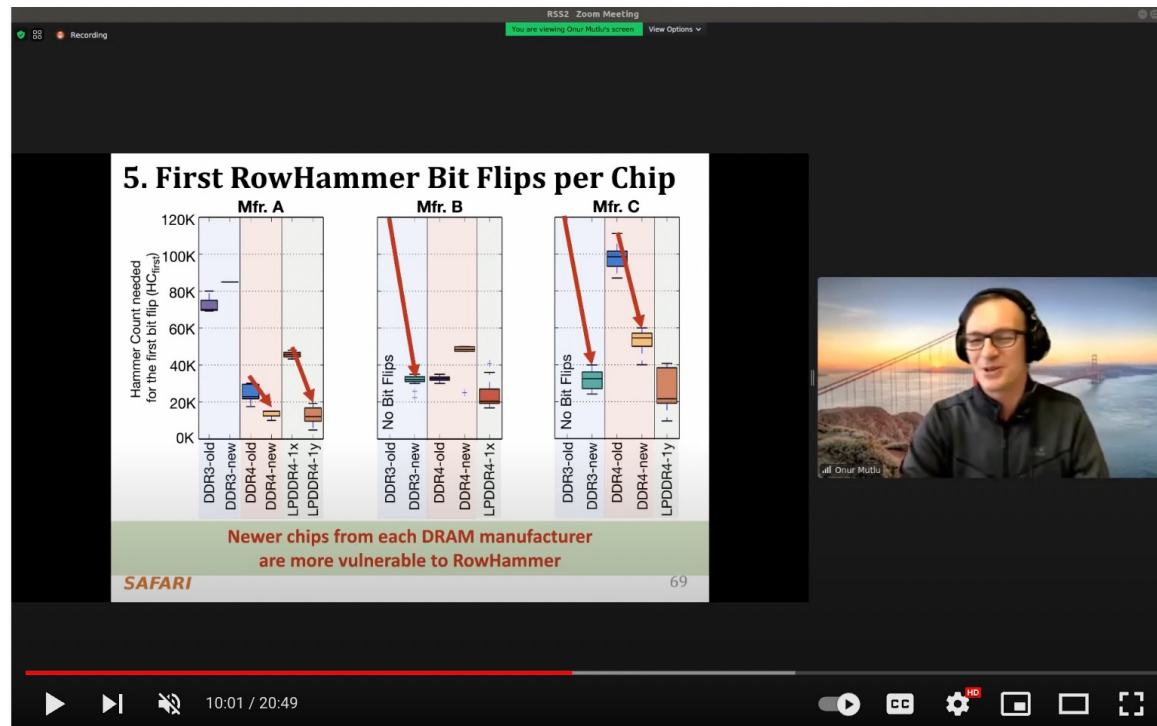 RSS2 Zoom Meeting
You are viewing Onur Mutlu's screen View Options
Recording
5. First RowHammer Bit Flips per Chip
Mfr. A
Mfr. B
Mfr. C
Hammer Count needed
for the first bit flip (HCfirst)
120K
100K
80K
60K
40K
20K
0K
No Bit Flips
No Bit Flips
DDR3-old
DDR3-new
DDR4-old
DDR4-new
LPDDR4-1x
LPDDR4-1y
DDR3-old
DDR3-new
DDR4-old
DDR4-new
LPDDR4-1x
DDR3-old
DDR3-new
DDR4-old
DDR4-new
LPDDR4-1y
Newer chips from each DRAM manufacturer
are more vulnerable to RowHammer
SAFARI 69
Onur Mutlu
10:01 / 20:49
CC
HD